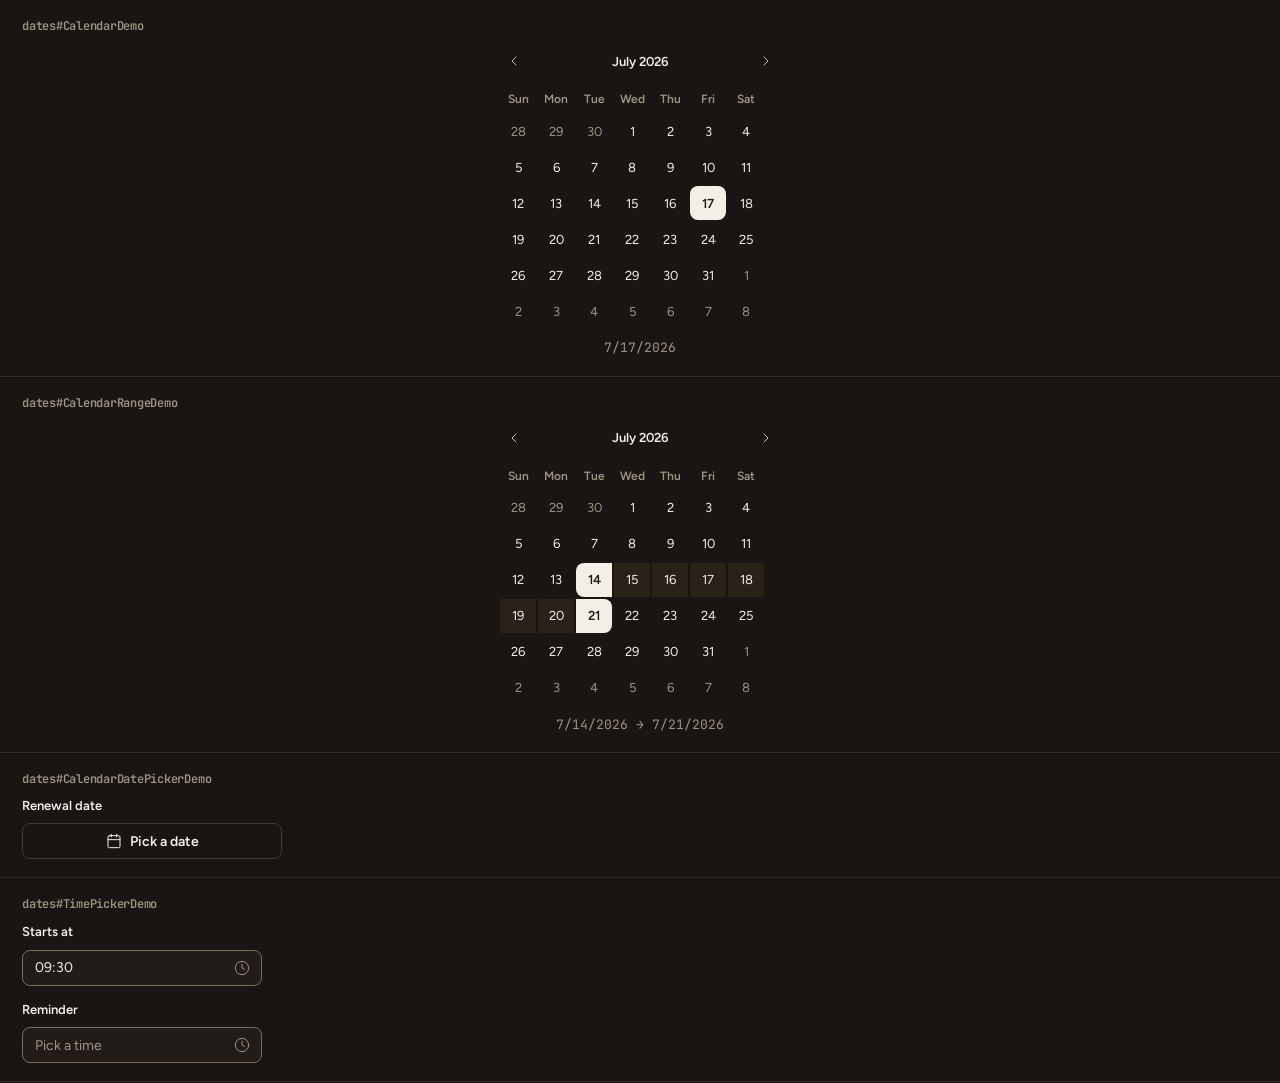 dates#CalendarDemo
July 2026
Sun Mon Tue Wed Thu Fri Sat
28 29 30 1 2 3 4
5 6 7 8 9 10 11
12 13 14 15 16 17 18
19 20 21 22 23 24 25
26 27 28 29 30 31 1
2 3 4 5 6 7 8
7/17/2026
dates#CalendarRangeDemo
July 2026
Sun Mon Tue Wed Thu Fri Sat
28 29 30 1 2 3 4
5 6 7 8 9 10 11
12 13 14 15 16 17 18
19 20 21 22 23 24 25
26 27 28 29 30 31 1
2 3 4 5 6 7 8
7/14/2026 → 7/21/2026
dates#CalendarDatePickerDemo
Renewal date
Pick a date
dates#TimePickerDemo
Starts at
09:30
Reminder
Pick a time